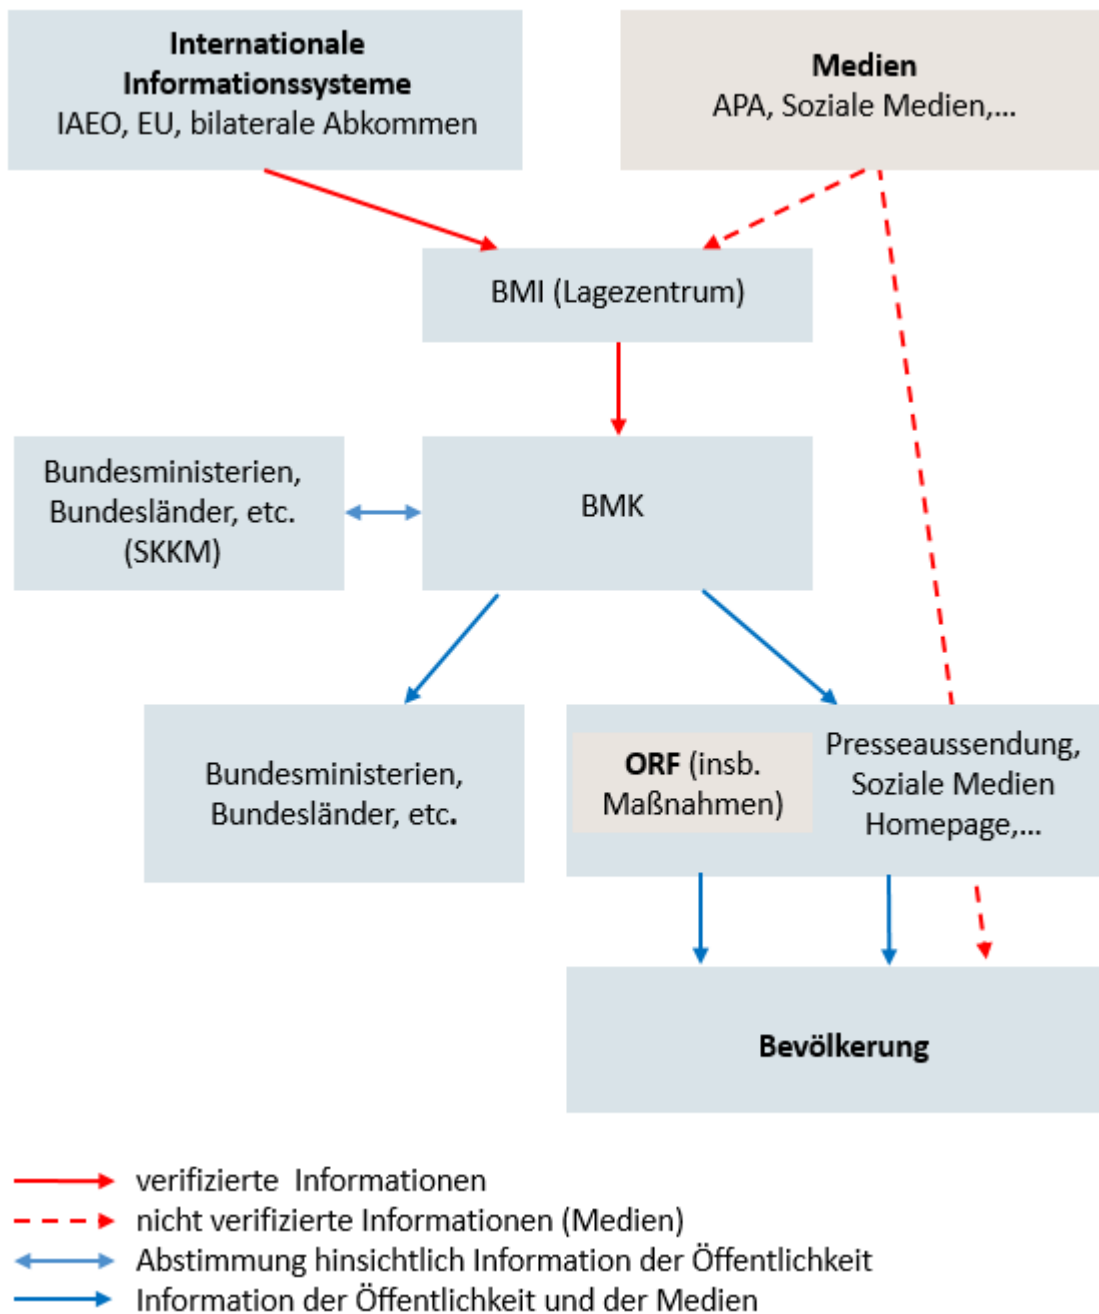 Internationale
Informationssysteme
IAEO, EU, bilaterale Abkommen
Medien
APA, Soziale Medien,...
BMI (Lagezentrum)
Bundesministerien,
Bundesländer, etc.
(SKKM)
BMK
Bundesministerien,
Bundesländer, etc.
ORF (insb.
Maßnahmen)
Presseaussendung,
Soziale Medien
Homepage,...
Bevölkerung
verifizierte Informationen
nicht verifizierte Informationen (Medien)
Abstimmung hinsichtlich Information der Öffentlichkeit
Information der Öffentlichkeit und der Medien